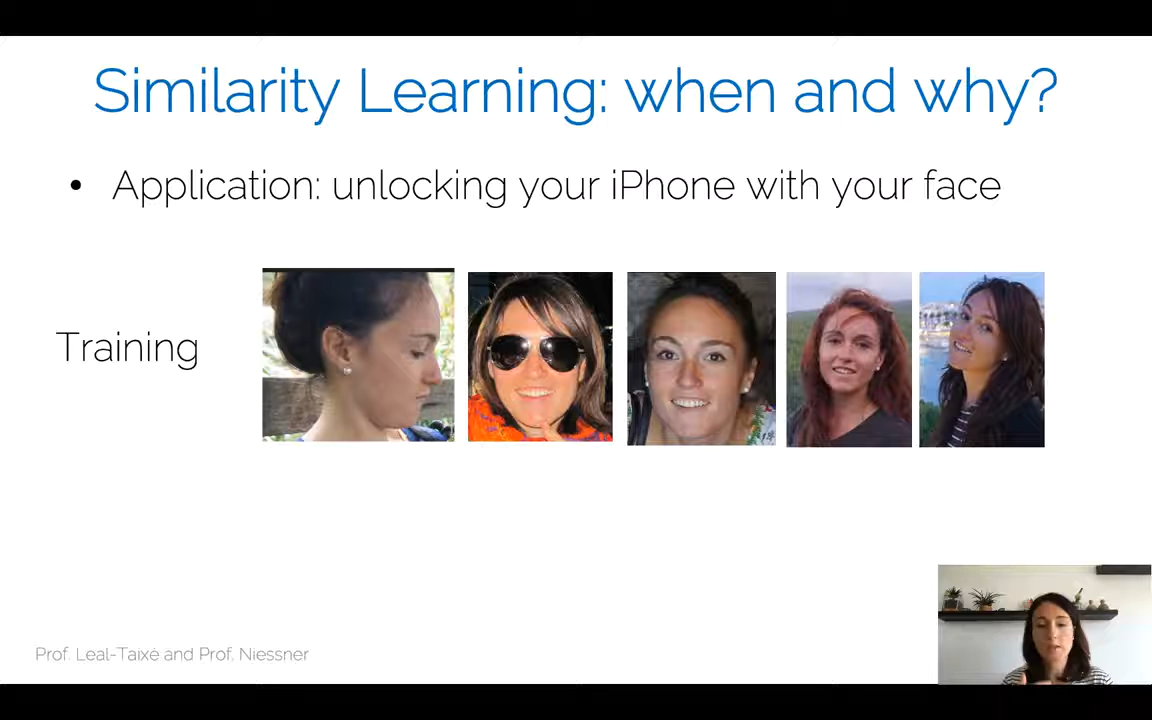 Similarity Learning: when and why?
• Application: unlocking your iPhone with your face
Training
Prof. Leal-Taixé and Prof. Niessner